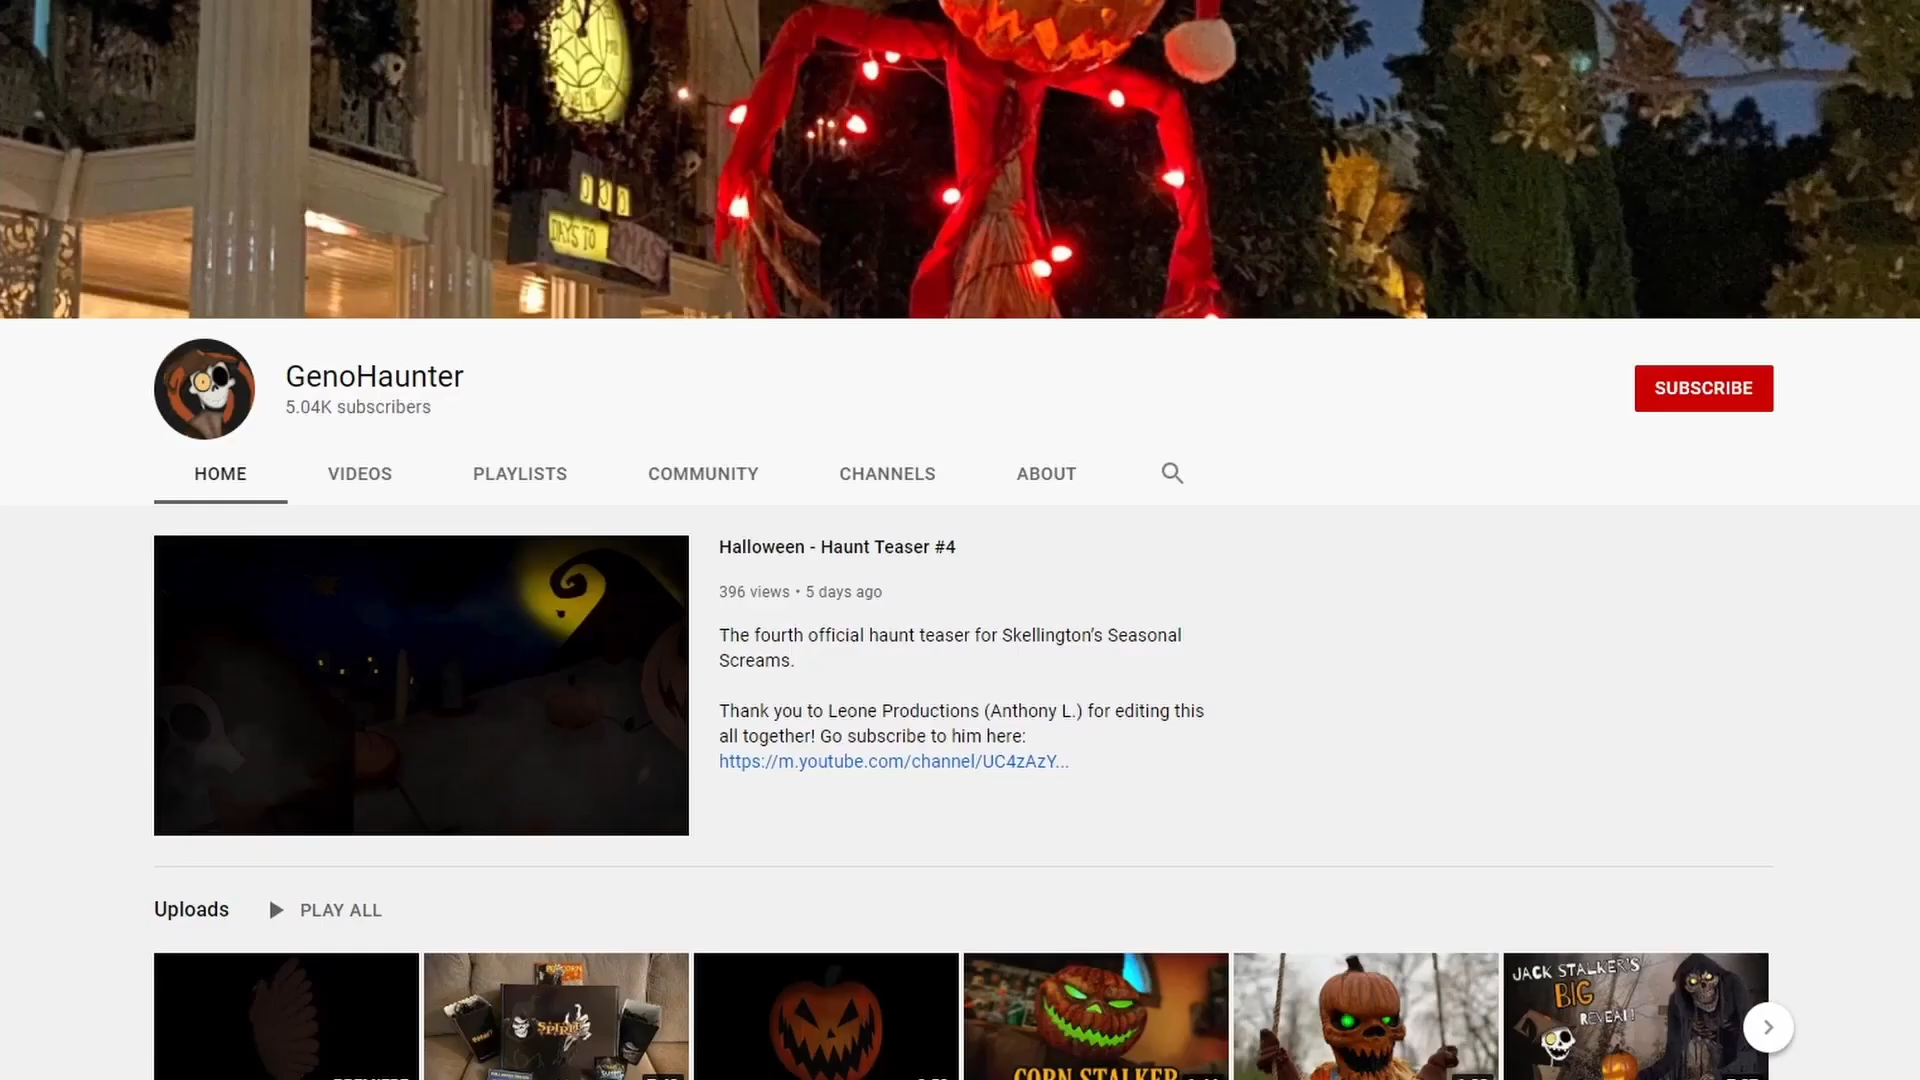 DAYS TO
XMAS
GenoHaunter
5.04K subscribers
SUBSCRIBE
HOME
VIDEOS
PLAYLISTS
COMMUNITY
CHANNELS
ABOUT
Halloween - Haunt Teaser #4
396 views • 5 days ago
The fourth official haunt teaser for Skellington's Seasonal
Screams.
Thank you to Leone Productions (Anthony L.) for editing this
all together! Go subscribe to him here:
https://m.youtube.com/channel/UC4zAzY...
Uploads
PLAY ALL
SPIRIT
CORN STALKER
JACK STALKER'S
BIG
REVEAL!